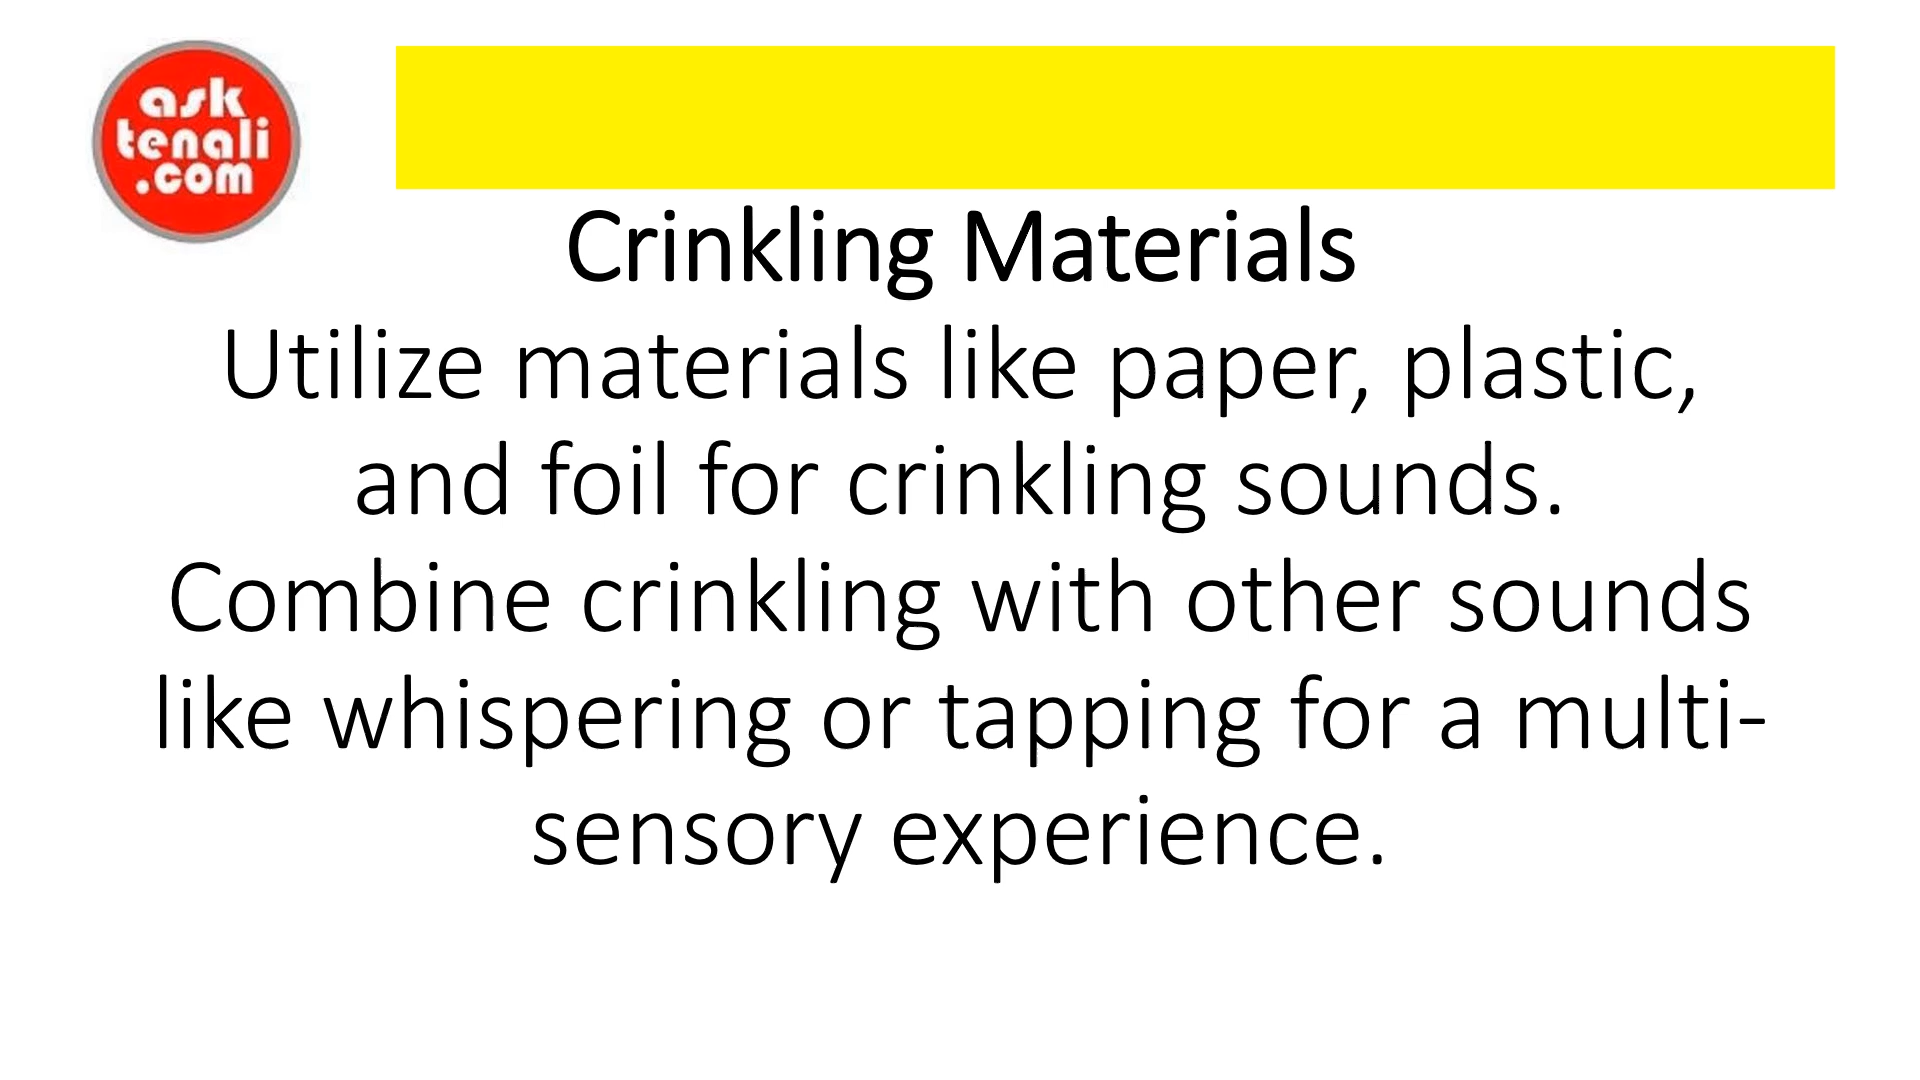 ask
tenali
.com
Crinkling Materials
Utilize materials like paper, plastic,
and foil for crinkling sounds.
Combine crinkling with other sounds
like whispering or tapping for a multi-
sensory experience.